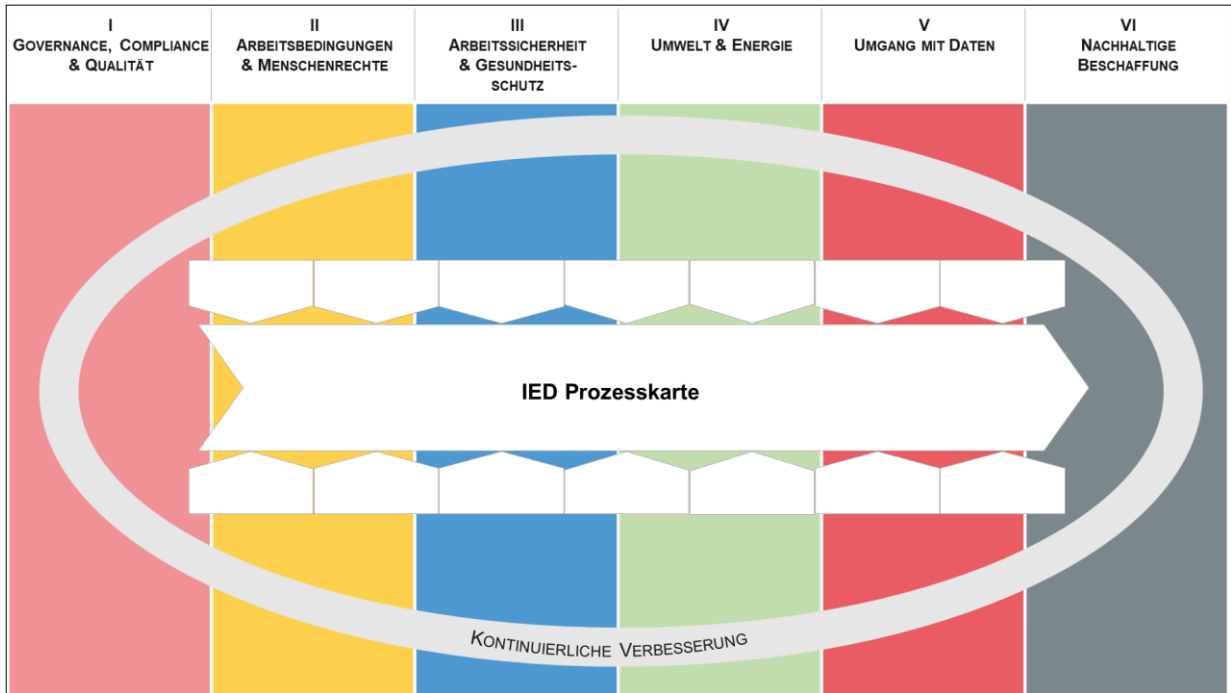 I
GOVERNANCE, COMPLIANCE
& QUALITÄT
II
ARBEITSBEDINGUNGEN
& MENSCHENRECHTE
III
ARBEITSSICHERHEIT
& GESUNDHEITS-
SCHUTZ
IV
UMWELT & ENERGIE
V
UMGANG MIT DATEN
VI
NACHHALTIGE
BESCHAFFUNG
IED Prozesskarte
KONTINUIERLICHE VERBESSERUNG